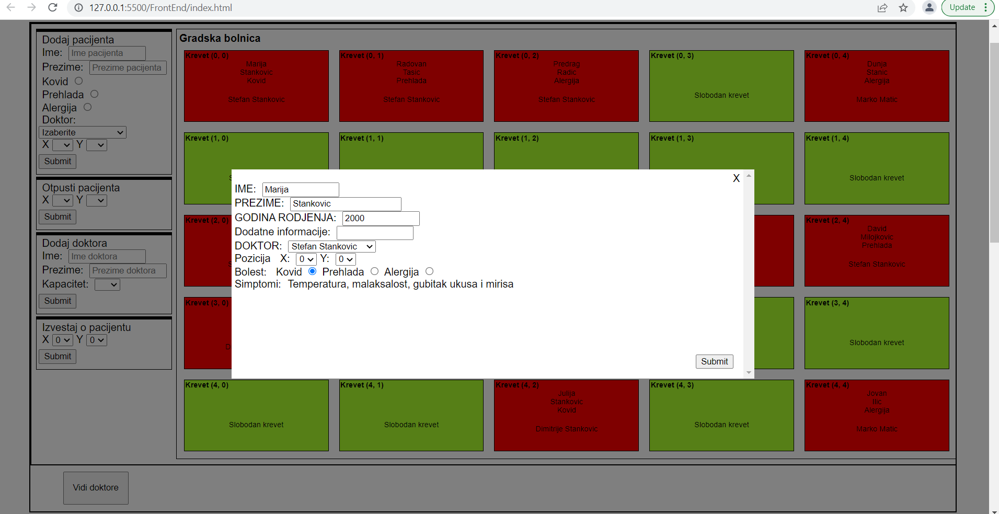 127.0.0.1:5500/FrontEnd/index.html
Update
Dodaj pacijenta
Ime: Ime pacijenta
Prezime: Prezime pacijenta
Kovid
Prehlada
Alergija
Doktor:
Izaberite
X Y
Submit
Otpusti pacijenta
X Y
Submit
Dodaj doktora
Ime: Ime doktora
Prezime: Prezime doktora
Kapacitet:
Submit
Izvestaj o pacijentu
X 0 Y 0
Submit
Gradska bolnica
Krevet (0, 0)
Marija
Stankovic
Kovid
Stefan Stankovic
Krevet (0, 1)
Radovan
Tasic
Prehlada
Stefan Stankovic
Krevet (0, 2)
Predrag
Radic
Alergija
Stefan Stankovic
Krevet (0, 3)
Slobodan krevet
Krevet (0, 4)
Dunja
Stanic
Alergija
Marko Matic
Krevet (1, 0)
Krevet (1, 1)
Krevet (1, 2)
Krevet (1, 3)
Krevet (1, 4)
Slobodan krevet
X
IME: Marija
PREZIME: Stankovic
GODINA RODJENJA: 2000
Dodatne informacije:
DOKTOR: Stefan Stankovic
Pozicija X: 0 Y: 0
Bolest: Kovid Prehlada Alergija
Simptomi: Temperatura, malaksalost, gubitak ukusa i mirisa
Submit
Krevet (2, 0)
Krevet (2, 4)
David
Milojkovic
Prehlada
Stefan Stankovic
Krevet (3, 0)
Krevet (3, 4)
Slobodan krevet
Krevet (4, 0)
Slobodan krevet
Krevet (4, 1)
Slobodan krevet
Krevet (4, 2)
Julija
Stankovic
Kovid
Dimitrije Stankovic
Krevet (4, 3)
Slobodan krevet
Krevet (4, 4)
Jovan
Ilic
Alergija
Marko Matic
Vidi doktore